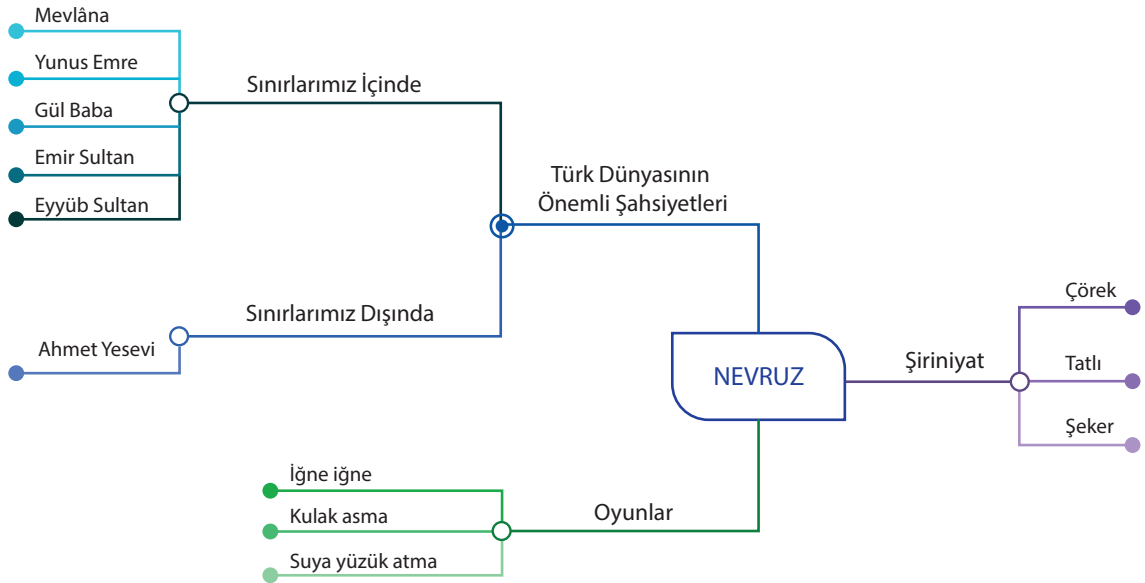 Mevlâna
Yunus Emre
Gül Baba
Emir Sultan
Eyyüb Sultan
Sınırlarımız İçinde
Türk Dünyasının
Önemli Şahsiyetleri
Sınırlarımız Dışında
Ahmet Yesevi
NEVRUZ
Şiriniyat
Çörek
Tatlı
Şeker
Oyunlar
İğne iğne
Kulak asma
Suya yüzük atma